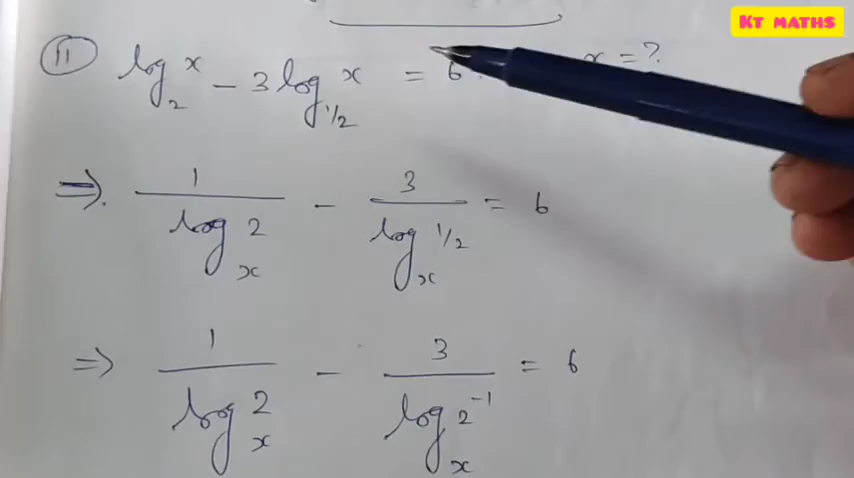 KT MATHS
11 log₂ x − 3 log₁/₂ x = 6 x = ?
⇒ 1/(logₓ 2) − 3/(logₓ 1/2) = 6
⇒ 1/(logₓ 2) − 3/(logₓ 2⁻¹) = 6